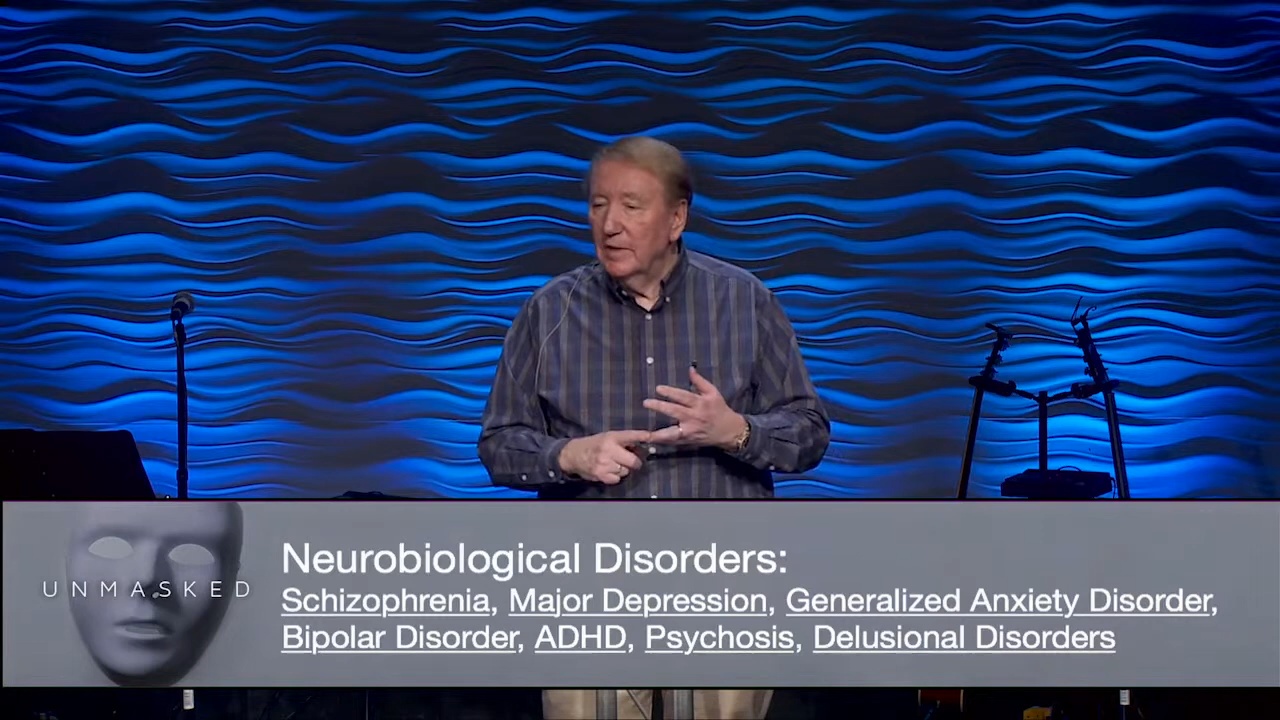 UNMASKED
Neurobiological Disorders:
Schizophrenia, Major Depression, Generalized Anxiety Disorder,
Bipolar Disorder, ADHD, Psychosis, Delusional Disorders